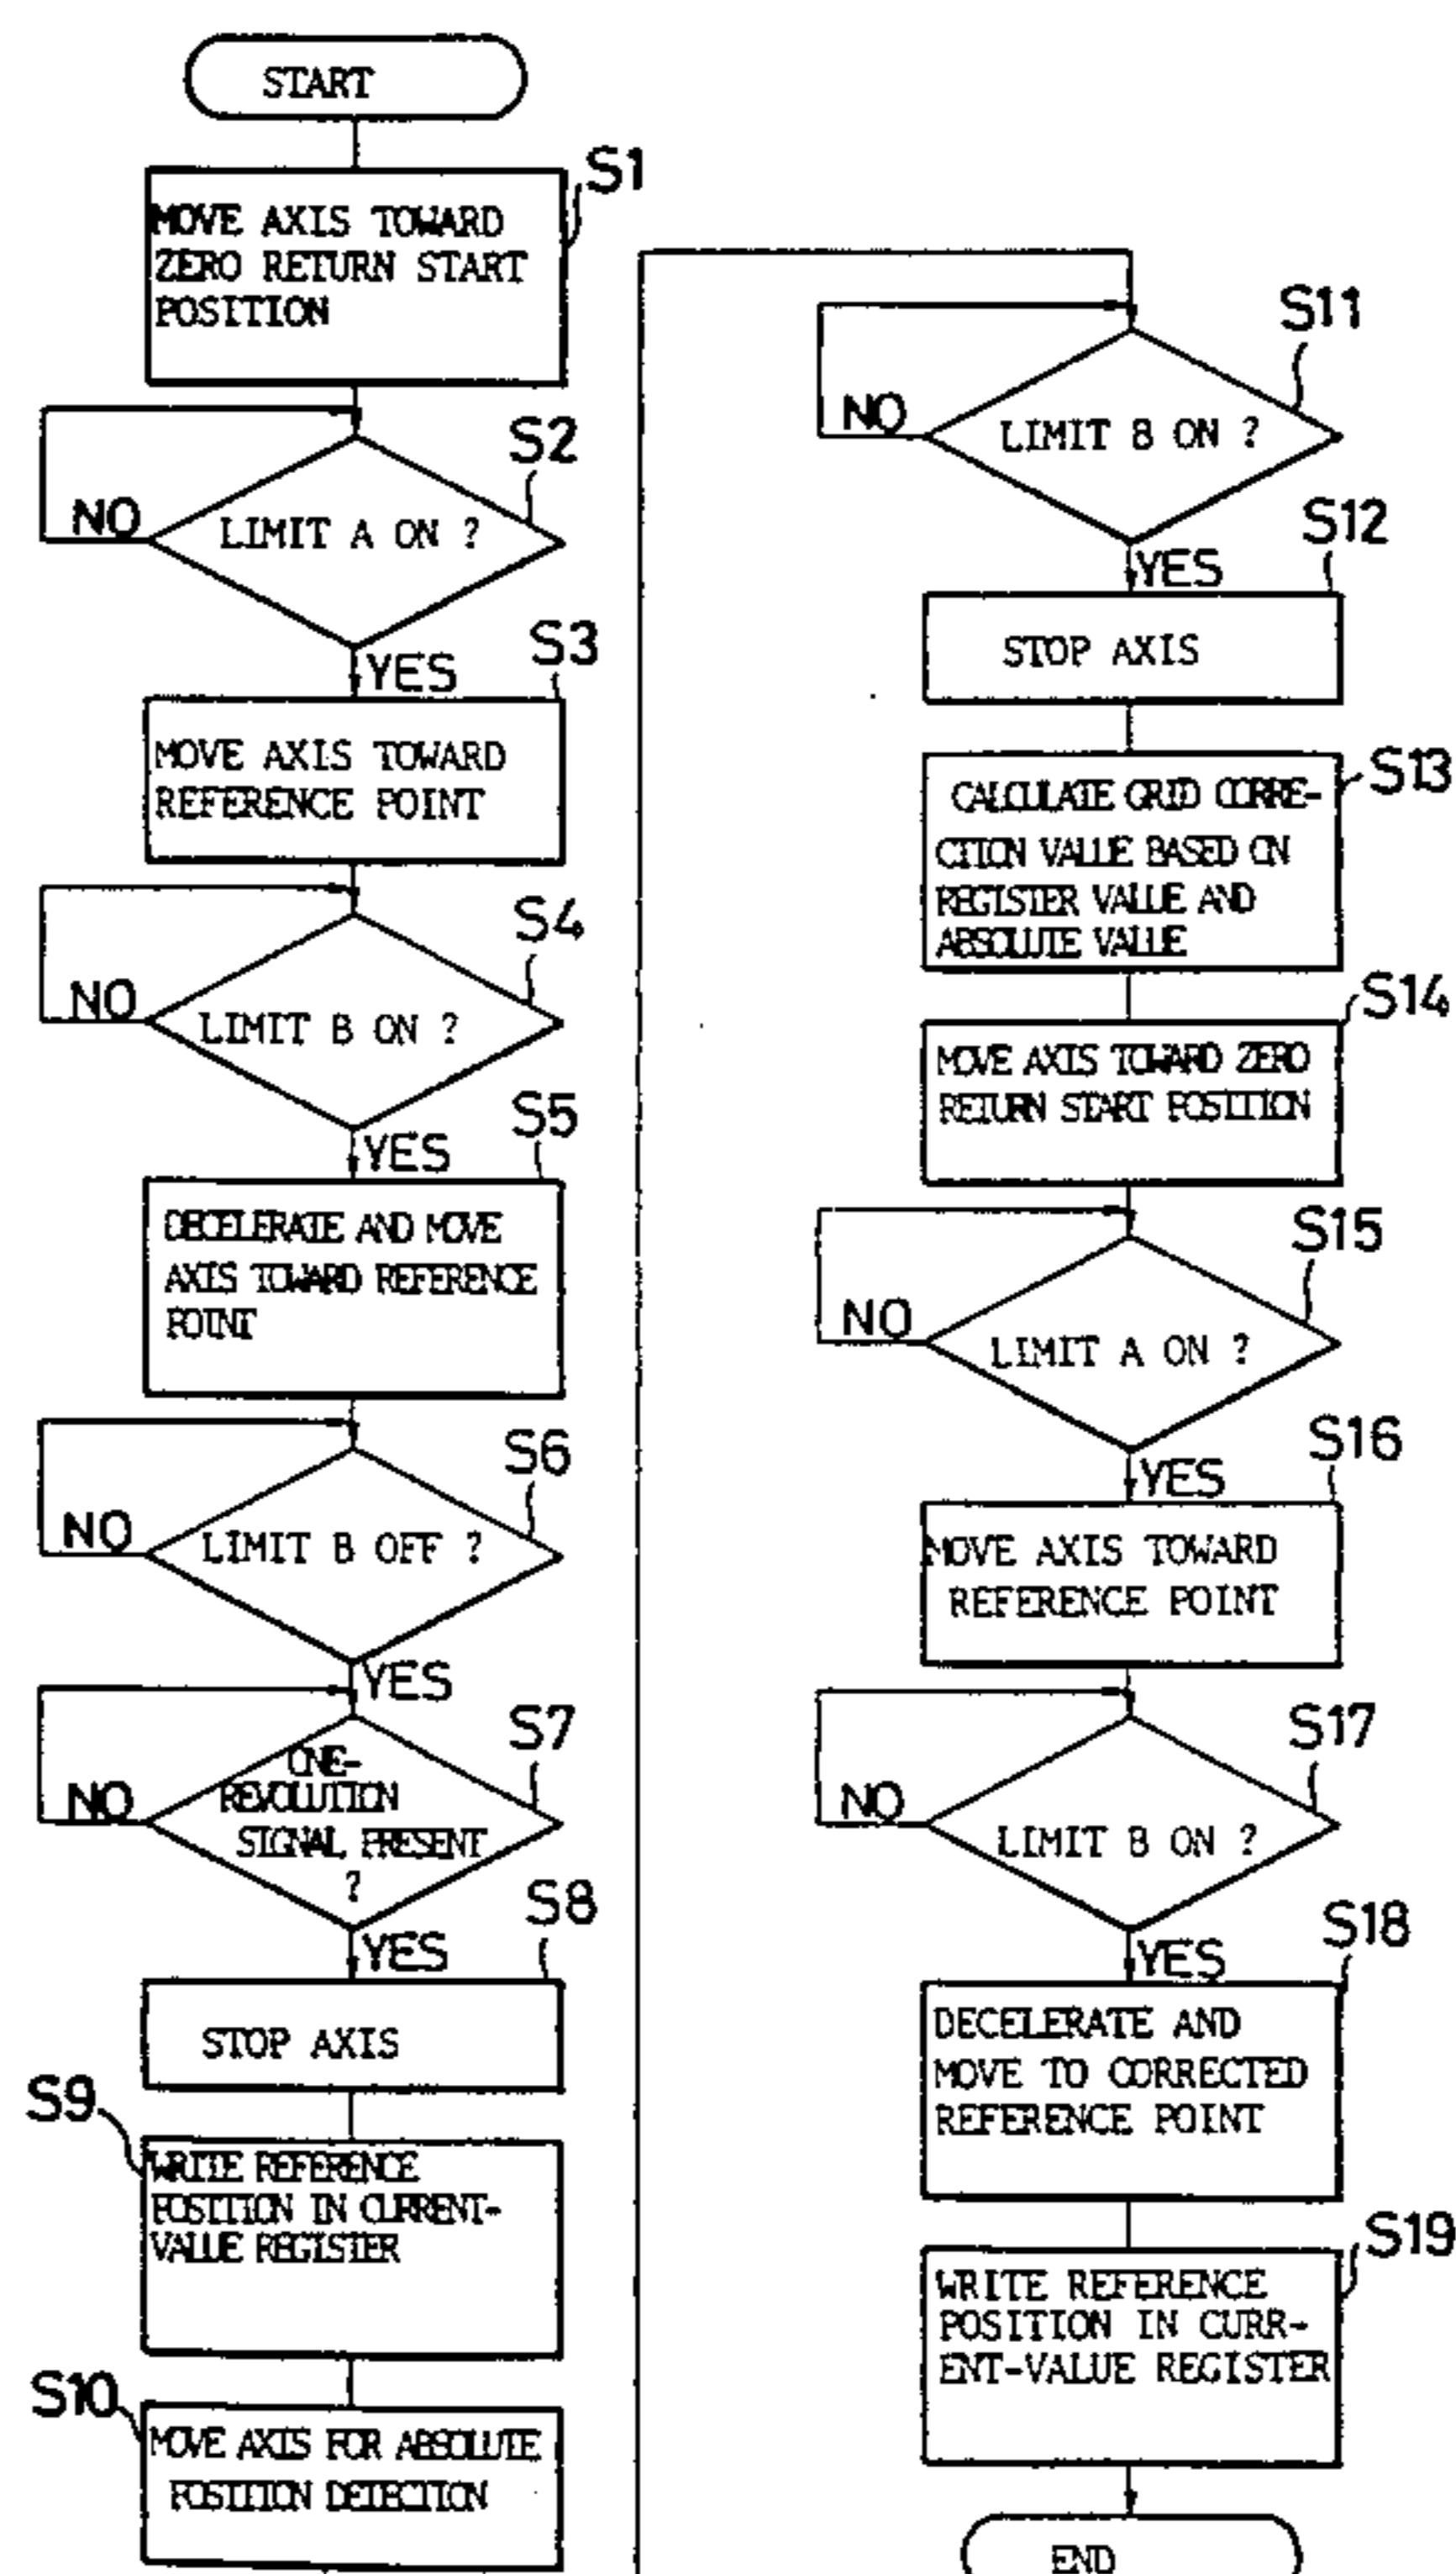 START
S1
MOVE AXIS TOWARD
ZERO RETURN START
POSITION
S2
LIMIT A ON ?
NO
YES
S3
MOVE AXIS TOWARD
REFERENCE POINT
S4
LIMIT B ON ?
NO
YES
S5
DECELERATE AND MOVE
AXIS TOWARD REFERENCE
POINT
S6
LIMIT B OFF ?
NO
YES
S7
ONE-
REVOLUTION
SIGNAL PRESENT
?
NO
YES
S8
STOP AXIS
S9
WRITE REFERENCE
POSITION IN CURRENT-
VALUE REGISTER
S10
MOVE AXIS FOR ABSOLUTE
POSITION DETECTION
S11
LIMIT B ON ?
NO
YES
S12
STOP AXIS
S13
CALCULATE GRID CORRE-
CTION VALUE BASED ON
REGISTER VALUE AND
ABSOLUTE VALUE
S14
MOVE AXIS TOWARD ZERO
RETURN START POSITION
S15
LIMIT A ON ?
NO
YES
S16
MOVE AXIS TOWARD
REFERENCE POINT
S17
LIMIT B ON ?
NO
YES
S18
DECELERATE AND
MOVE TO CORRECTED
REFERENCE POINT
S19
WRITE REFERENCE
POSITION IN CURR-
ENT-VALUE REGISTER
END